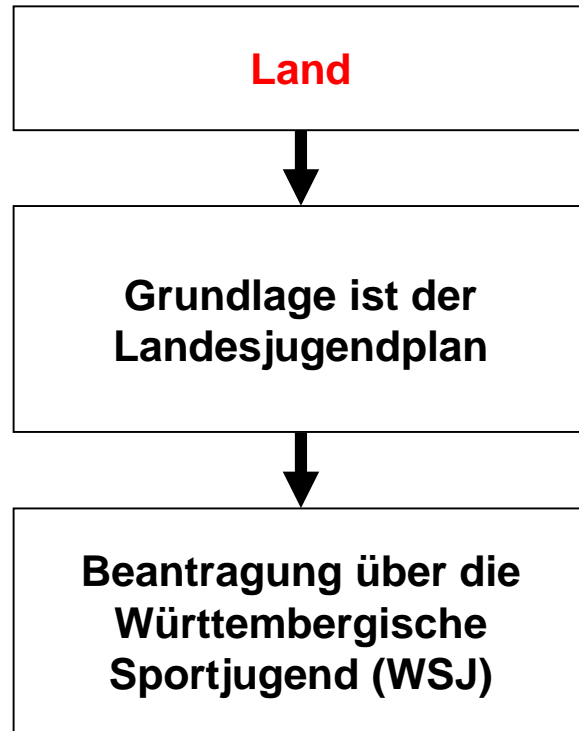 Land
Grundlage ist der
Landesjugendplan
Beantragung über die
Württembergische
Sportjugend (WSJ)